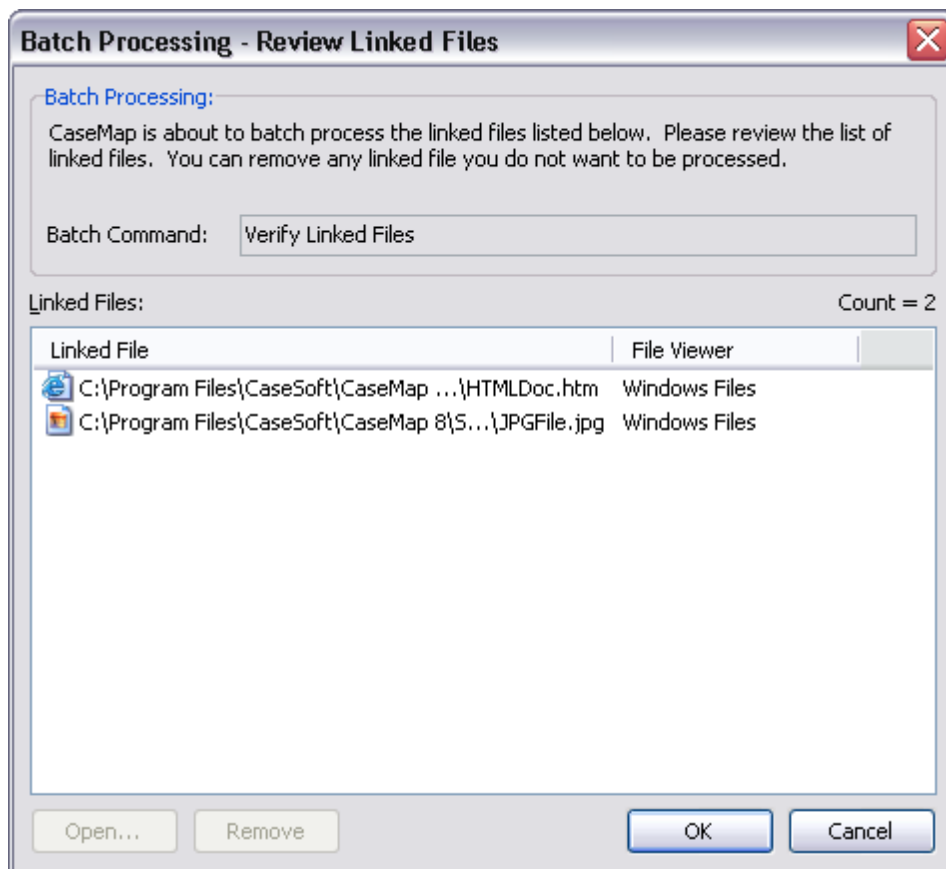 Batch Processing - Review Linked Files
Batch Processing:
CaseMap is about to batch process the linked files listed below.  Please review the list of
linked files.  You can remove any linked file you do not want to be processed.
Batch Command: Verify Linked Files
Linked Files: Count = 2
Linked File File Viewer
C:\Program Files\CaseSoft\CaseMap ...\HTMLDoc.htm Windows Files
C:\Program Files\CaseSoft\CaseMap 8\S...\JPGFile.jpg Windows Files
Open... Remove OK Cancel